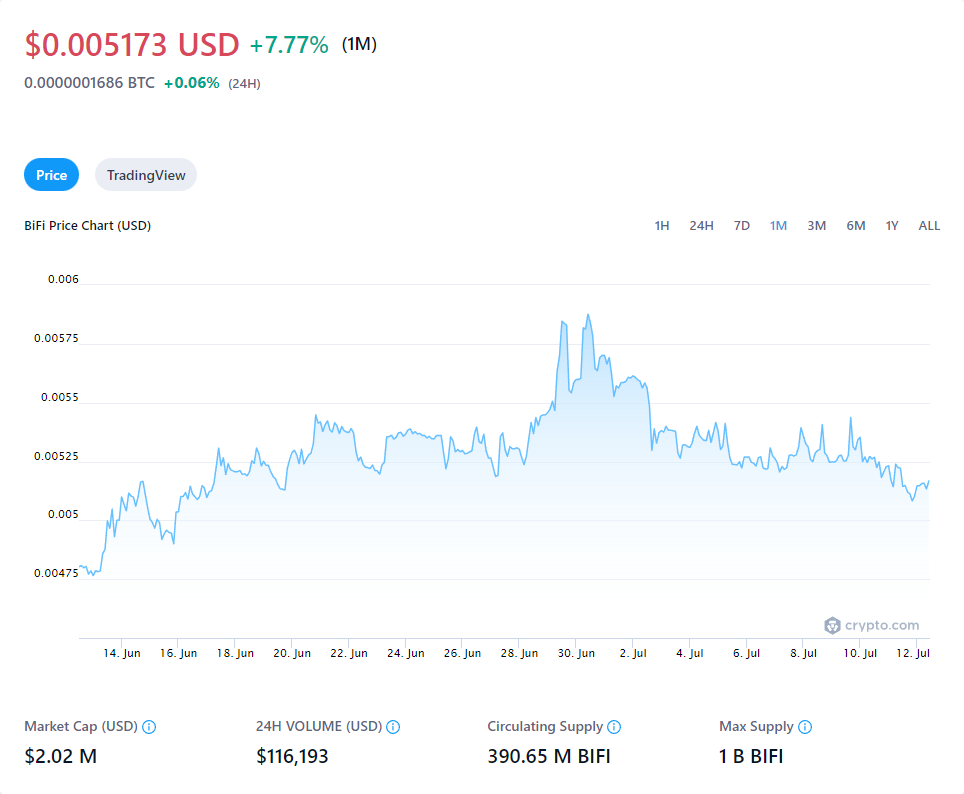 $0.005173 USD +7.77% (1M)
0.0000001686 BTC +0.06% (24H)
Price TradingView
BiFi Price Chart (USD) 1H 24H 7D 1M 3M 6M 1Y ALL
0.006
0.00575
0.0055
0.00525
0.005
0.00475
crypto.com
14. Jun 16. Jun 18. Jun 20. Jun 22. Jun 24. Jun 26. Jun 28. Jun 30. Jun 2. Jul 4. Jul 6. Jul 8. Jul 10. Jul 12. Jul
Market Cap (USD) 24H VOLUME (USD) Circulating Supply Max Supply
$2.02 M $116,193 390.65 M BIFI 1 B BIFI